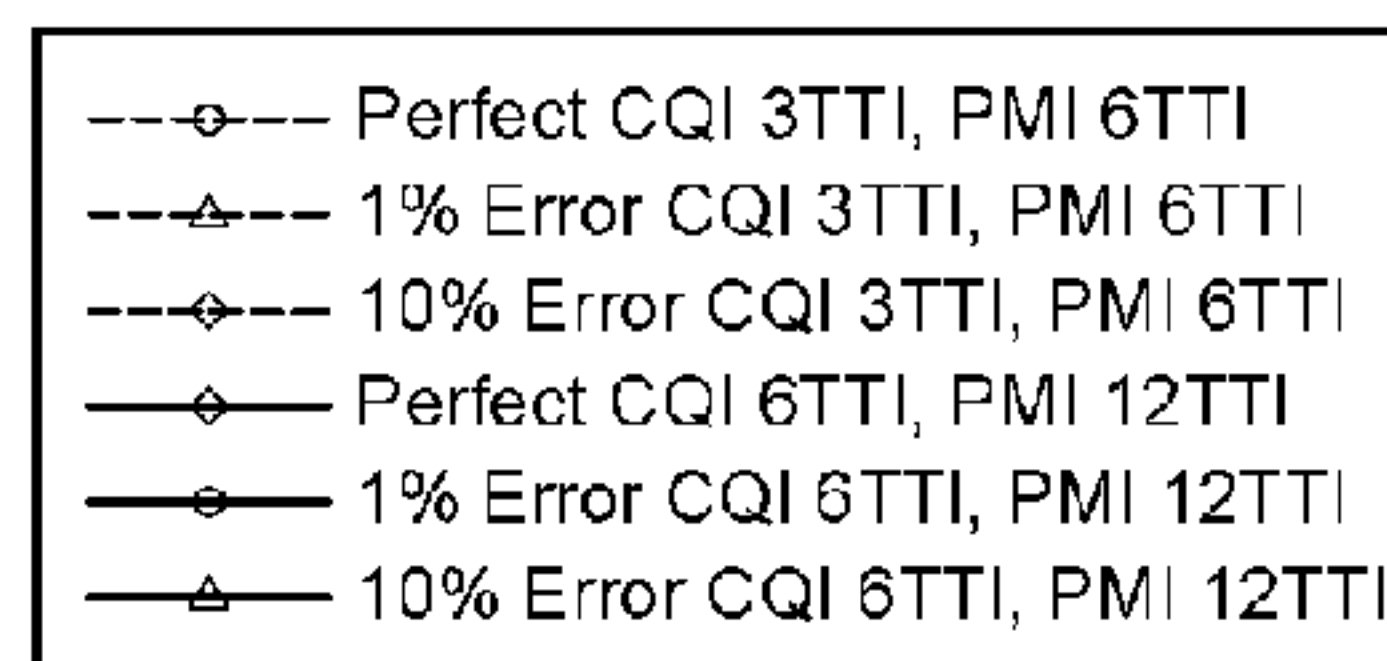 Perfect CQI 3TTI, PMI 6TTI
1% Error CQI 3TTI, PMI 6TTI
10% Error CQI 3TTI, PMI 6TTI
Perfect CQI 6TTI, PMI 12TTI
1% Error CQI 6TTI, PMI 12TTI
10% Error CQI 6TTI, PMI 12TTI